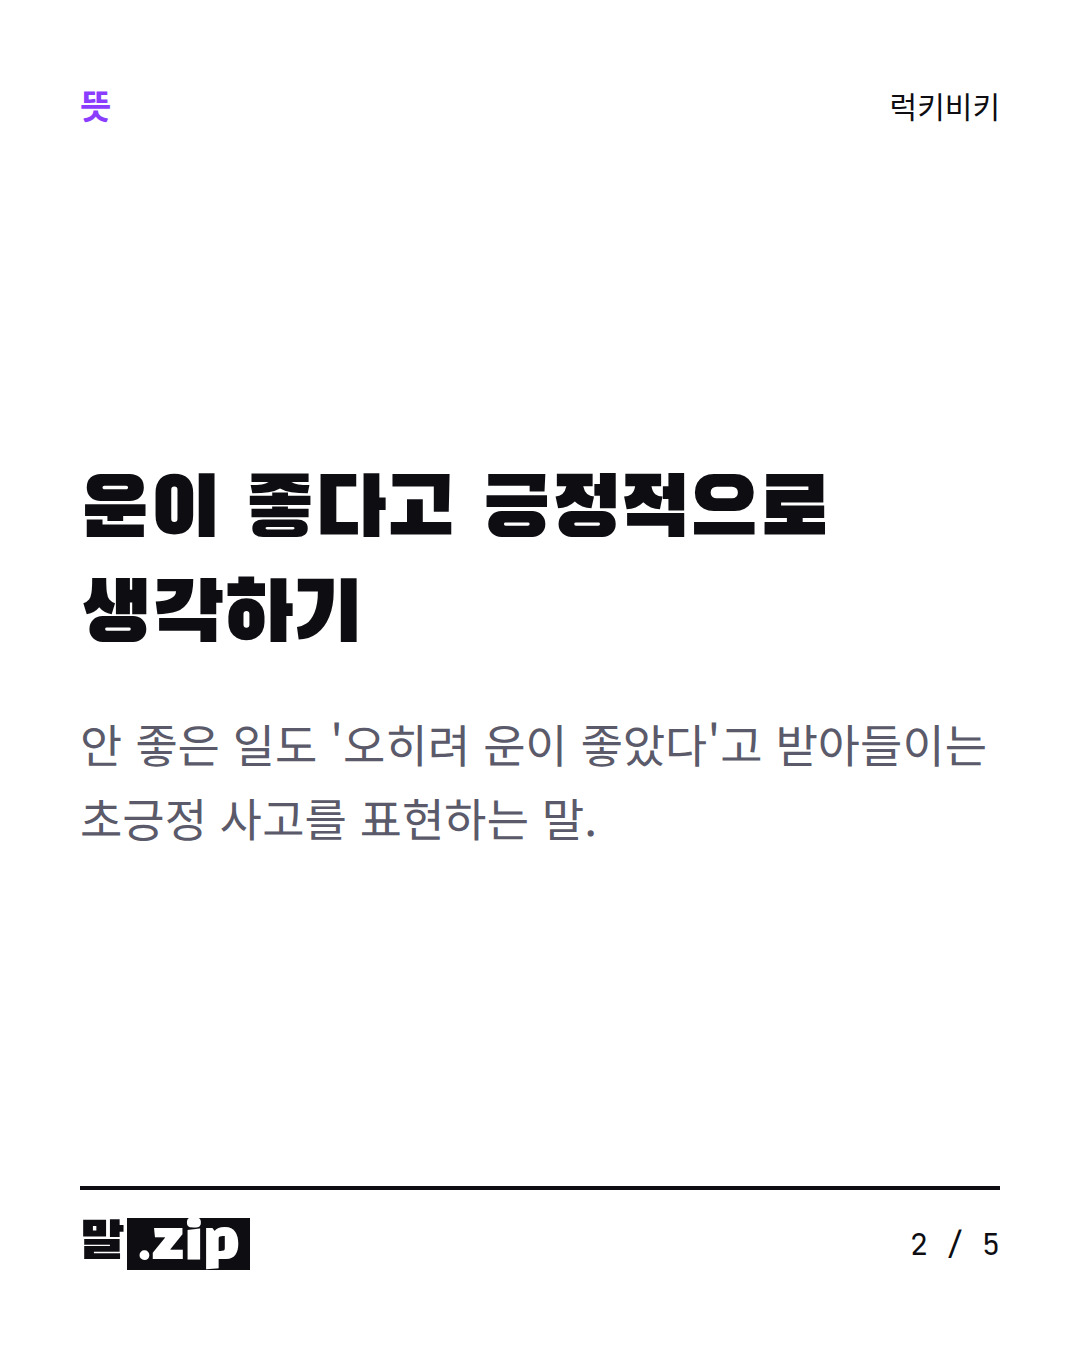 뜻
럭키비키
운이 좋다고 긍정적으로
생각하기
안 좋은 일도 '오히려 운이 좋았다'고 받아들이는
초긍정 사고를 표현하는 말.
말.zip
2 / 5